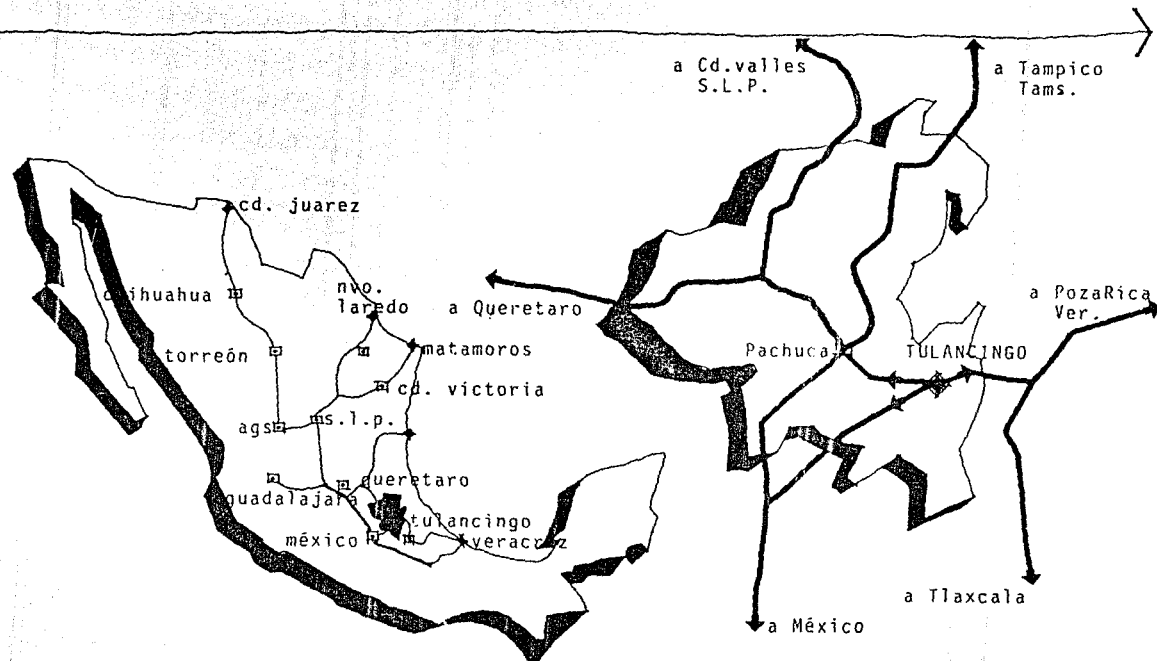 a Cd.valles
S.L.P.
a Tampico
Tams.
cd. juarez
chihuahua
nvo.
laredo
a Queretaro
a PozaRica
Ver.
torreón
matamoros
Pachuca
TULANCINGO
cd. victoria
ags
s.l.p.
queretaro
guadalajara
tulancingo
méxico
veracruz
a Tlaxcala
a México